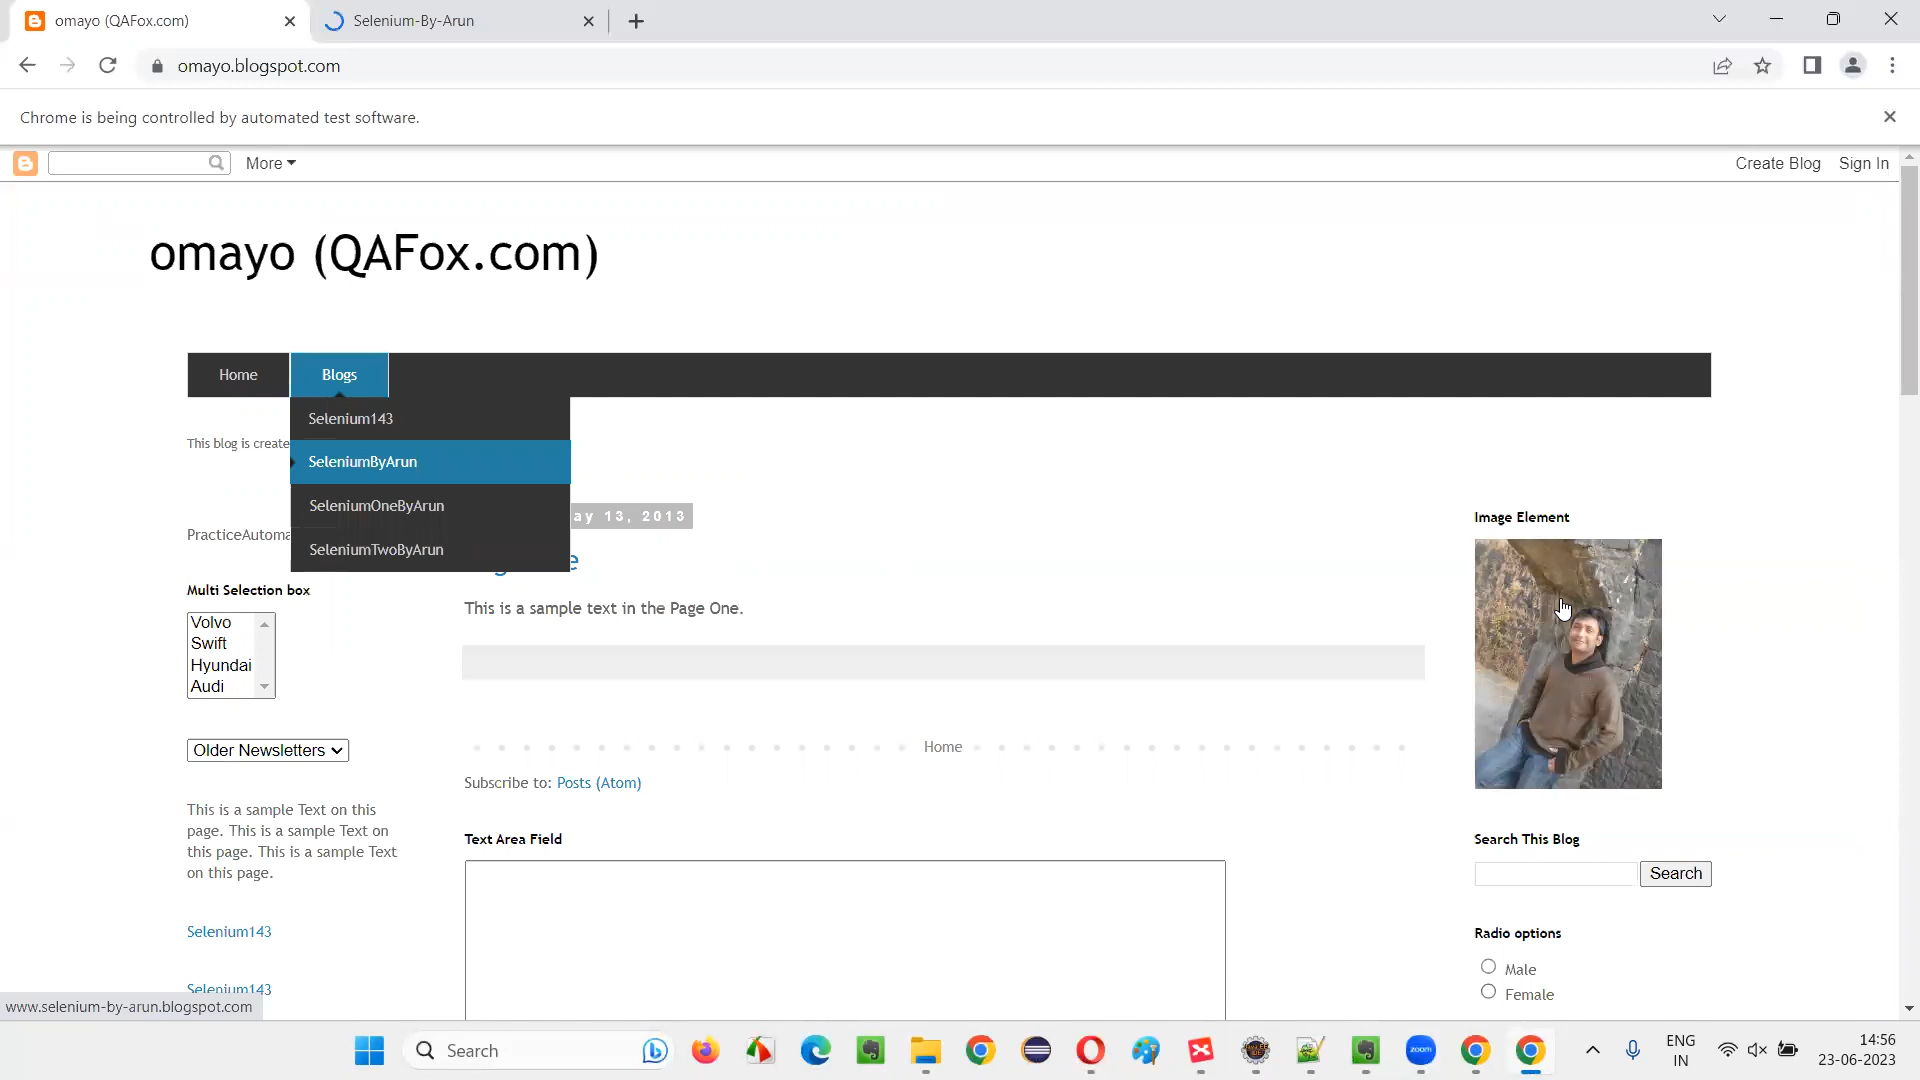 omayo (QAFox.com)
Selenium-By-Arun
omayo.blogspot.com
Chrome is being controlled by automated test software.
More
Create Blog
Sign In
omayo (QAFox.com)
Home
Blogs
Selenium143
SeleniumByArun
SeleniumOneByArun
SeleniumTwoByArun
This blog is create
PracticeAutoma
Multi Selection box
Volvo
Swift
Hyundai
Audi
Older Newsletters
This is a sample Text on this
page. This is a sample Text on
this page. This is a sample Text
on this page.
Selenium143
Selenium143
ay 13, 2013
This is a sample text in the Page One.
Home
Subscribe to: Posts (Atom)
Text Area Field
Image Element
Search This Blog
Search
Radio options
Male
Female
www.selenium-by-arun.blogspot.com
Search
zoom
ENG
IN
14:56
23-06-2023